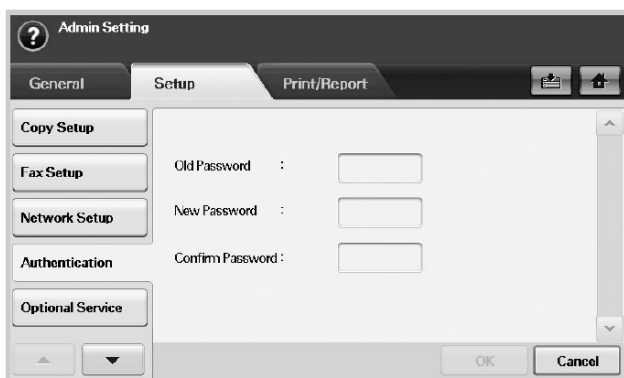 ?
Admin Setting
General
Setup
Print/Report
Copy Setup
Fax Setup
Network Setup
Authentication
Optional Service
Old Password :
New Password :
Confirm Password :
OK
Cancel